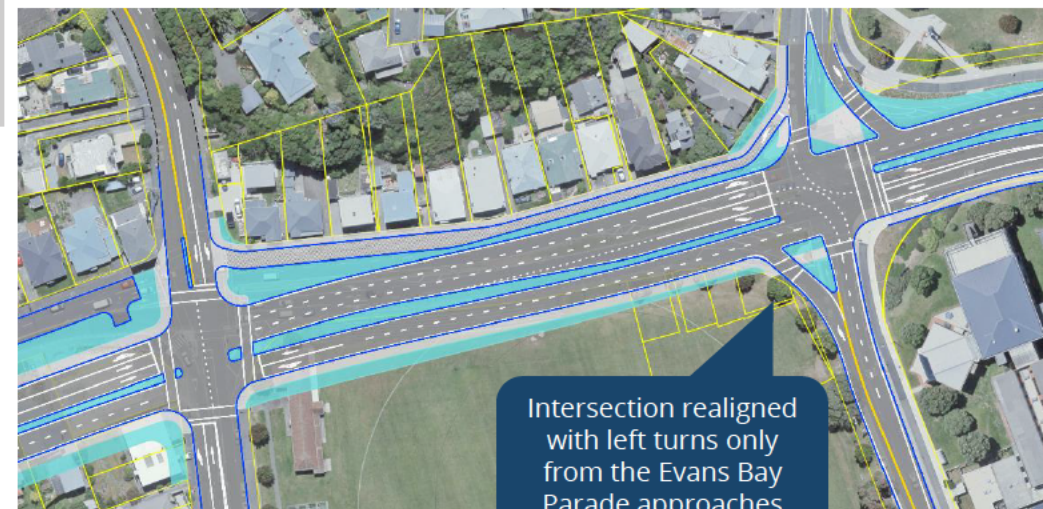 Intersection realigned
with left turns only
from the Evans Bay
Parade approaches